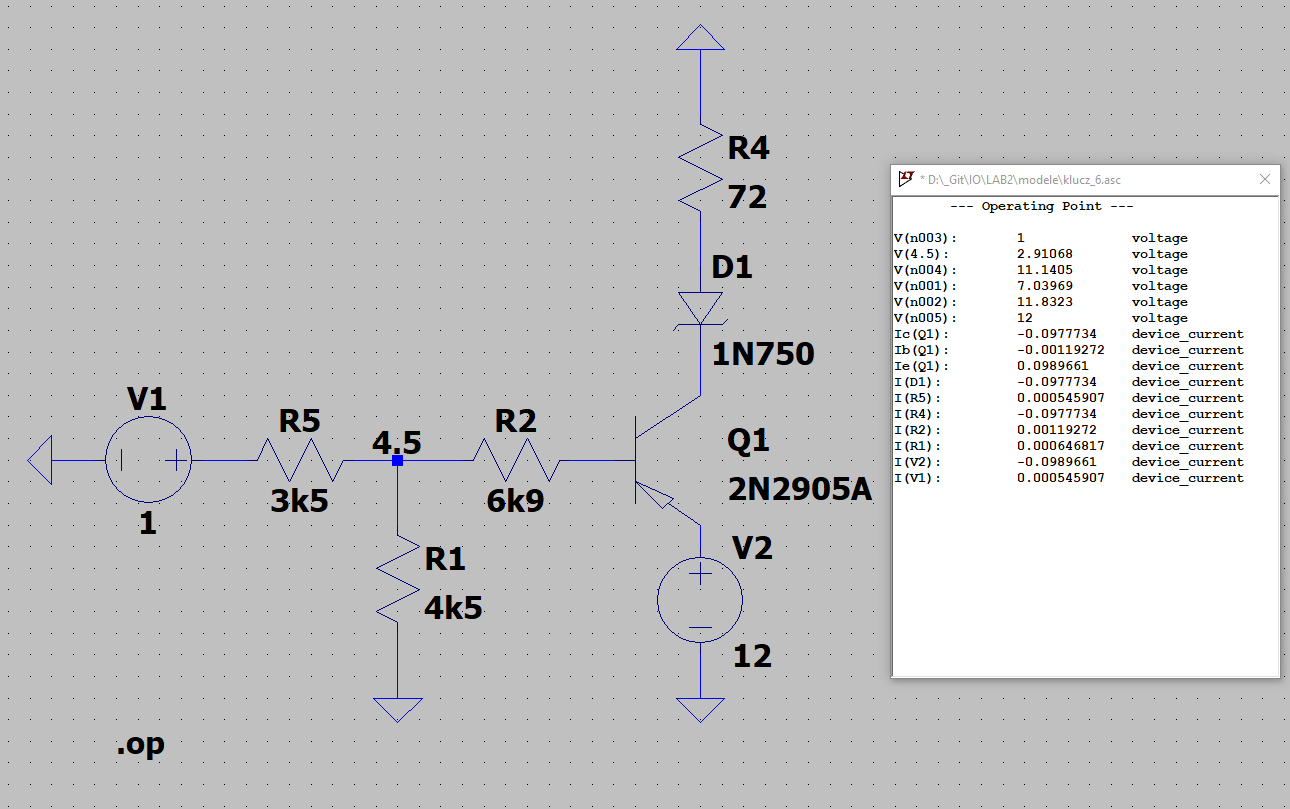 R4
72
D1
1N750
V1
1
R5
3k5
4.5
R2
6k9
Q1
2N2905A
R1
4k5
V2
12
.op
* D:\_Git\IO\LAB2\modele\klucz_6.asc
--- Operating Point ---
V(n003): 1 voltage
V(4.5): 2.91068 voltage
V(n004): 11.1405 voltage
V(n001): 7.03969 voltage
V(n002): 11.8323 voltage
V(n005): 12 voltage
Ic(Q1): -0.0977734 device_current
Ib(Q1): -0.00119272 device_current
Ie(Q1): 0.0989661 device_current
I(D1): -0.0977734 device_current
I(R5): 0.000545907 device_current
I(R4): -0.0977734 device_current
I(R2): 0.00119272 device_current
I(R1): 0.000646817 device_current
I(V2): -0.0989661 device_current
I(V1): 0.000545907 device_current